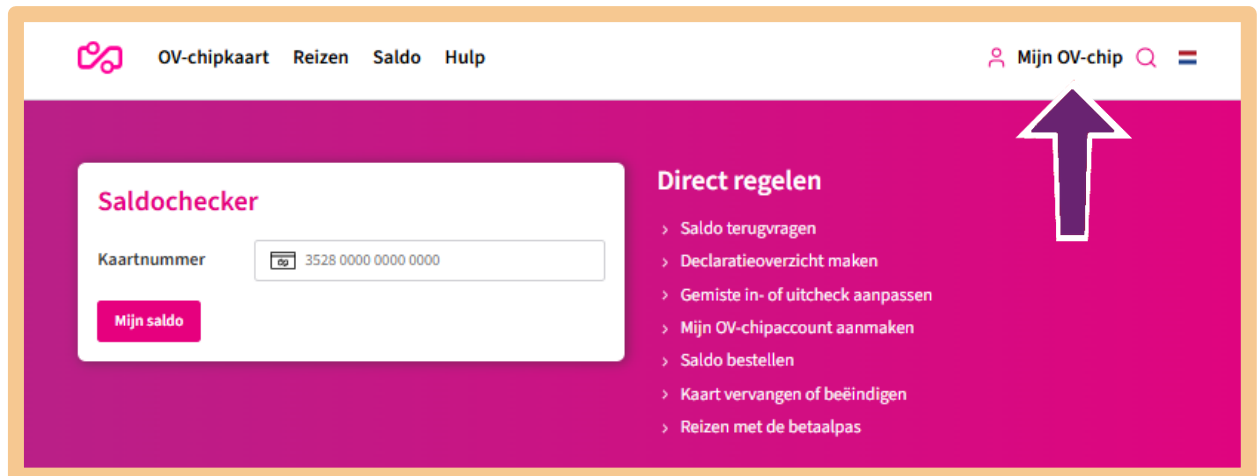 OV-chipkaart Reizen Saldo Hulp Mijn OV-chip
Saldochecker
Kaartnummer 3528 0000 0000 0000
Mijn saldo
Direct regelen
Saldo terugvragen
Declaratieoverzicht maken
Gemiste in- of uitcheck aanpassen
Mijn OV-chipaccount aanmaken
Saldo bestellen
Kaart vervangen of beëindigen
Reizen met de betaalpas